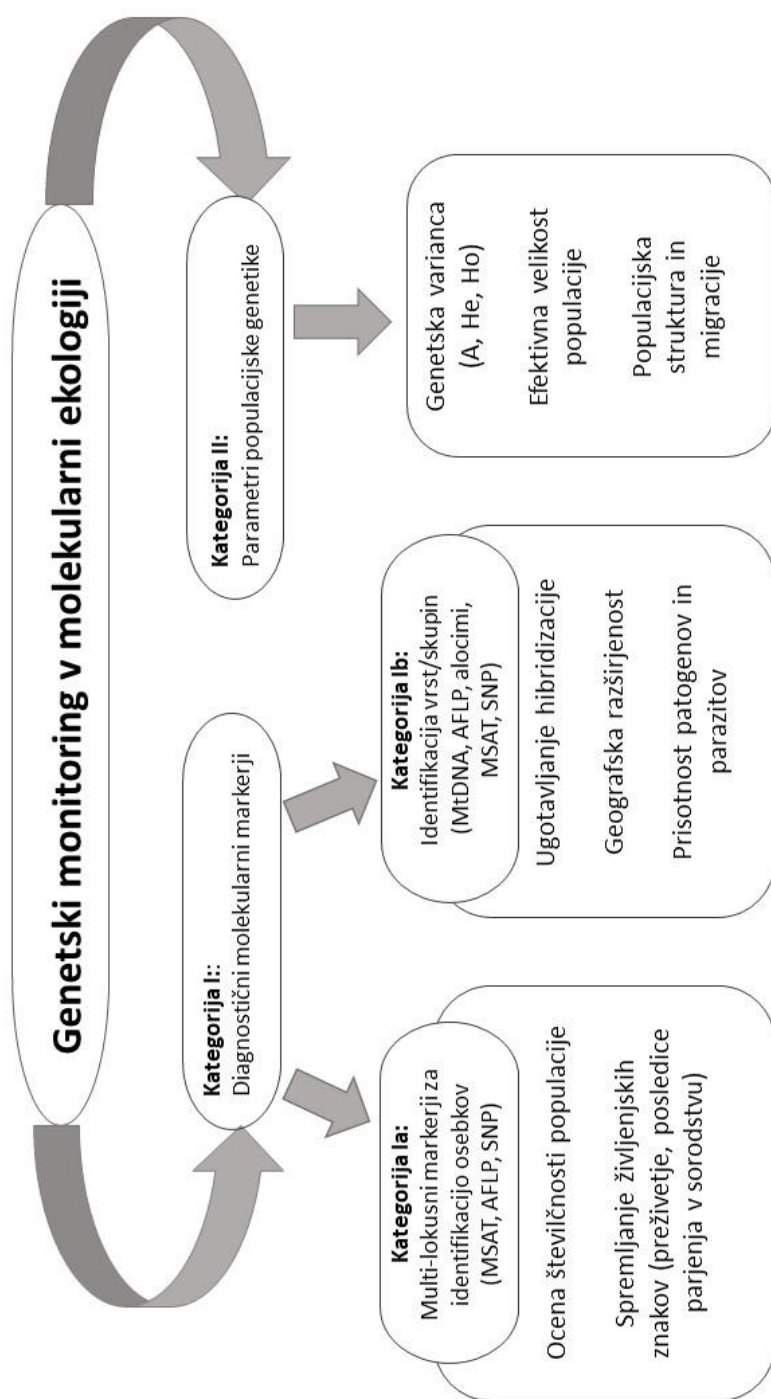 Genetski monitoring v molekularni ekologiji
Kategorija I::
Diagnostični molekularni markerji
Kategorija II:
Parametri populacijske genetike
Kategorija Ia:
Multi-lokusni markerji za
identifikacijo osebkov
(MSAT, AFLP, SNP)
Ocena številčnosti populacije
Spremljanje življenjskih
znakov (preživetje, posledice
parjenja v sorodstvu)
Kategorija Ib:
Identifikacija vrst/skupin
(MtDNA, AFLP, alocimi,
MSAT, SNP)
Ugotavljanje hibridizacije
Geografska razširjenost
Prisotnost patogenov in
parazitov
Genetska varianca
(A, He, Ho)
Efektivna velikost
populacije
Populacijska
struktura in
migracije